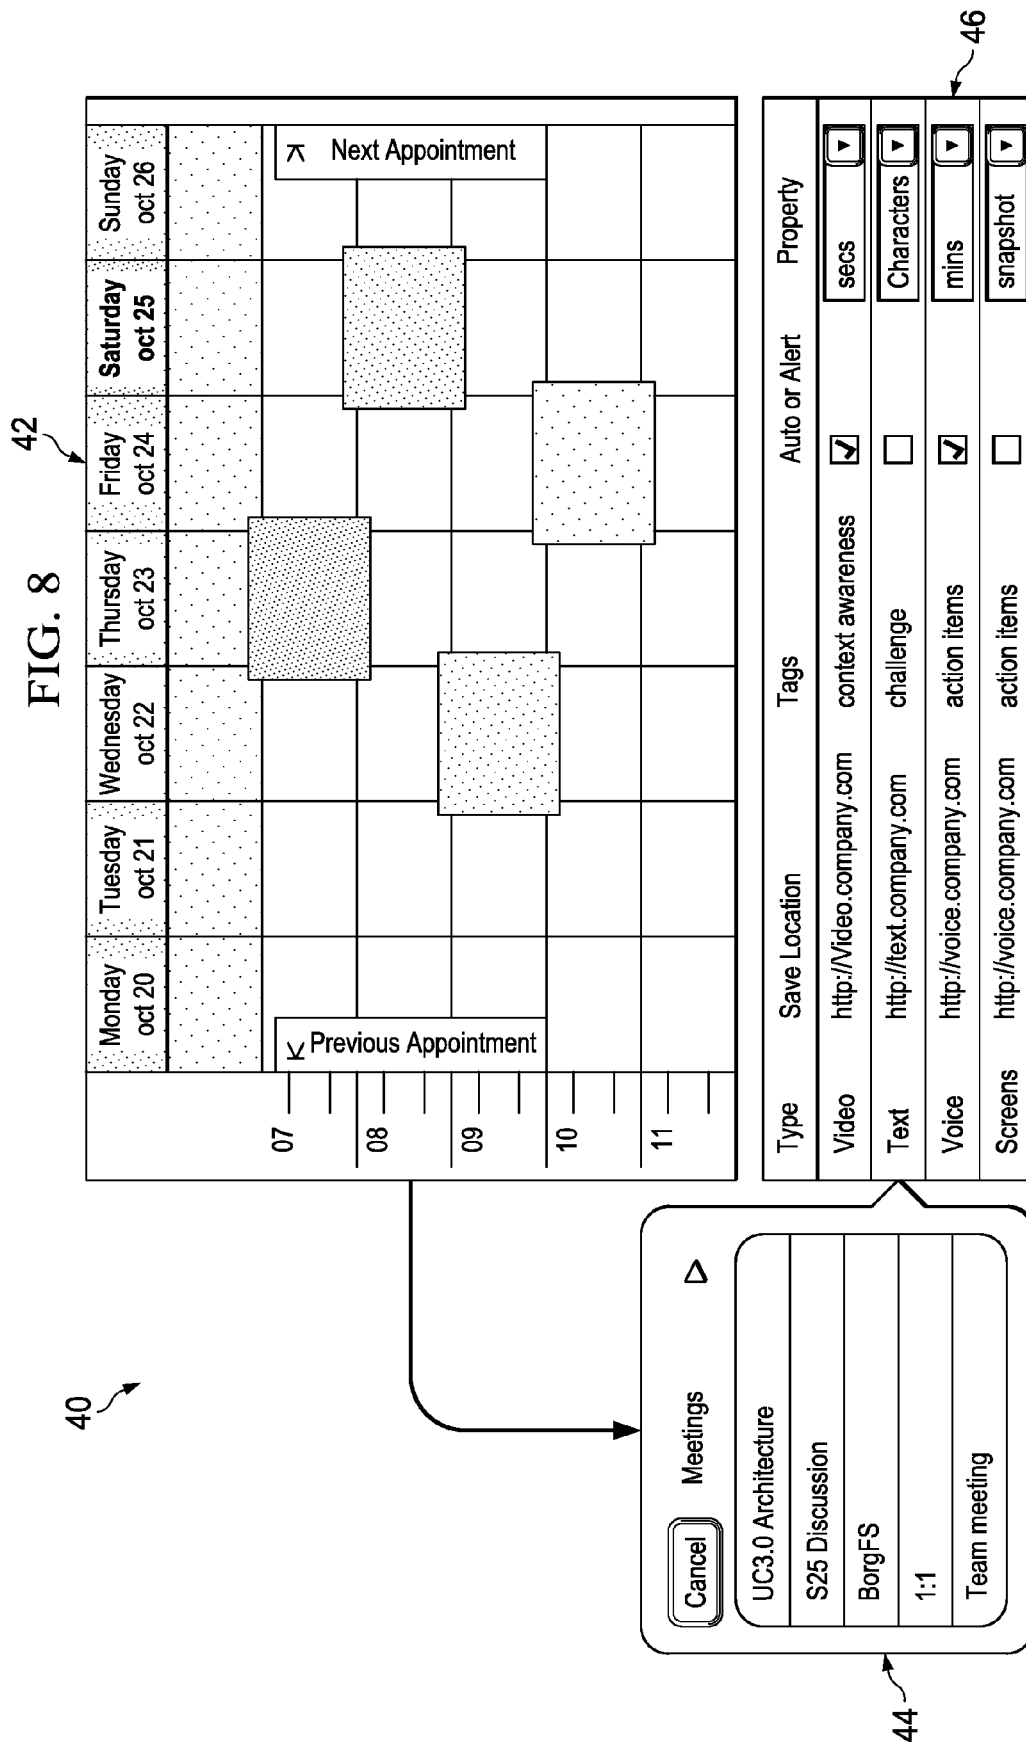 FIG. 8
40
42
Monday Tuesday Wednesday Thursday Friday Saturday Sunday
oct 20 oct 21 oct 22 oct 23 oct 24 oct 25 oct 26
07
08
09
10
11
Previous Appointment
Next Appointment
44
Cancel Meetings
UC3.0 Architecture
S25 Discussion
BorgFS
1:1
Team meeting
46
Type Save Location Tags Auto or Alert Property
Video http://Video.company.com context awareness secs
Text http://text.company.com challenge Characters
Voice http://voice.company.com action items mins
Screens http://voice.company.com action items snapshot